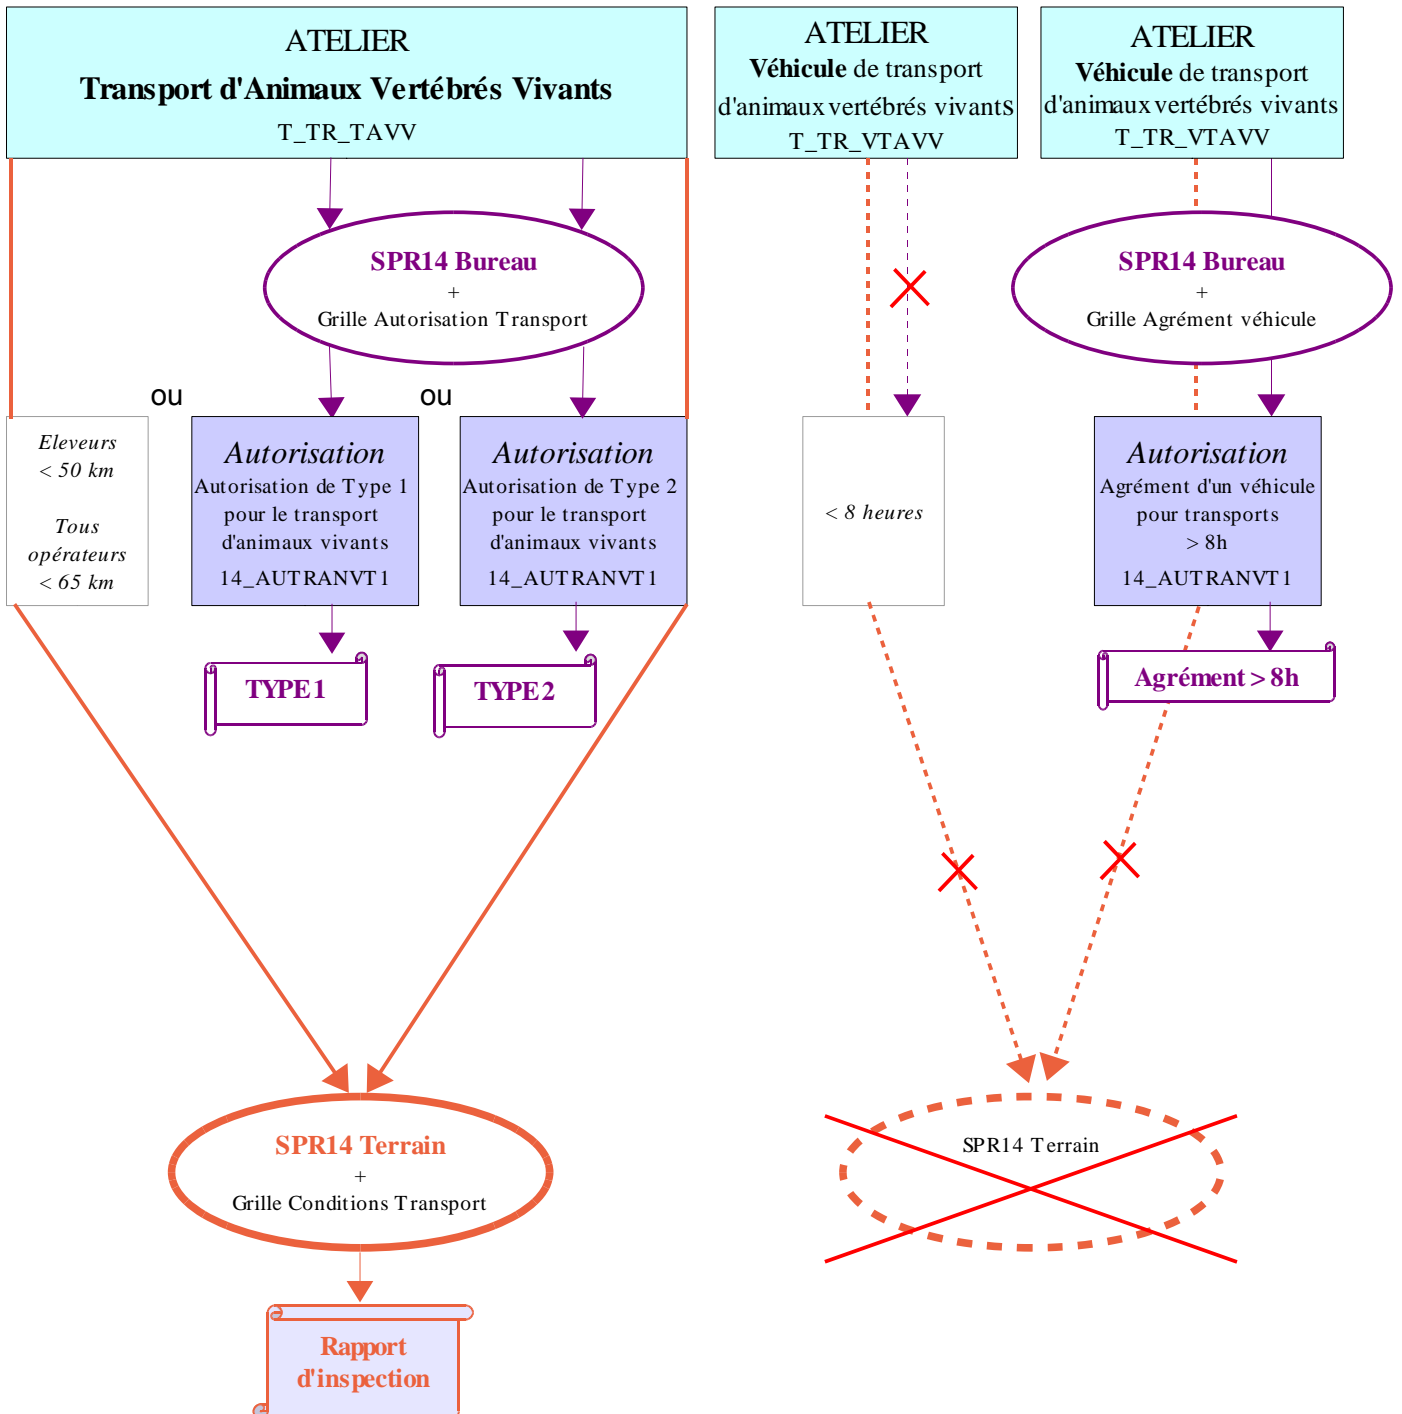 ATELIER
Transport d'Animaux Vertébrés Vivants
T_TR_TAVV
ATELIER
Véhicule de transport
d'animaux vertébrés vivants
T_TR_VTAVV
ATELIER
Véhicule de transport
d'animaux vertébrés vivants
T_TR_VTAVV
SPR14 Bureau
+
Grille Autorisation Transport
SPR14 Bureau
+
Grille Agrément véhicule
ou
ou
Eleveurs
< 50 km
Tous
opérateurs
< 65 km
Autorisation
Autorisation de Type 1
pour le transport
d'animaux vivants
14_AUTRANVT1
Autorisation
Autorisation de Type 2
pour le transport
d'animaux vivants
14_AUTRANVT1
< 8 heures
Autorisation
Agrément d'un véhicule
pour transports
> 8h
14_AUTRANVT1
TYPE 1
TYPE 2
Agrément > 8h
SPR14 Terrain
+
Grille Conditions Transport
SPR14 Terrain
Rapport
d'inspection